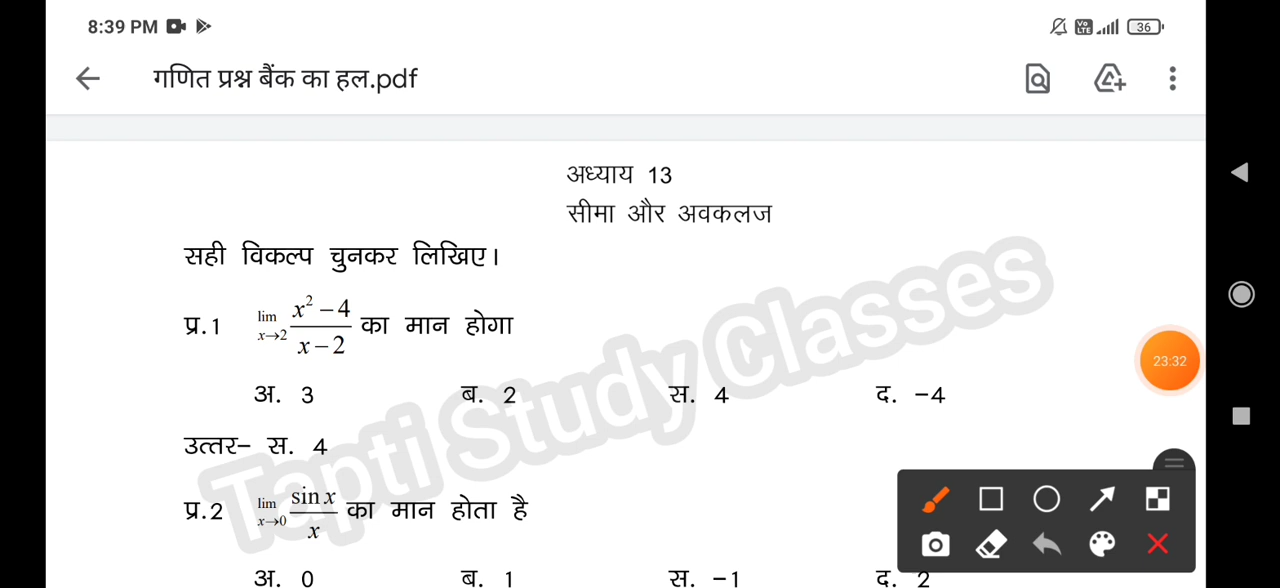 8:39 PM
Vo LTE 36
गणित प्रश्न बैंक का हल.pdf
अध्याय 13
सीमा और अवकलज
सही विकल्प चुनकर लिखिए।
प्र.1 lim x→2 x² – 4 / x – 2 का मान होगा
अ. 3 ब. 2 स. 4 द. –4
उत्तर– स. 4
प्र.2 lim x→0 sin x / x का मान होता है
अ. 0 ब. 1 स. –1 द. 2
Tapti Study Classes
23:32